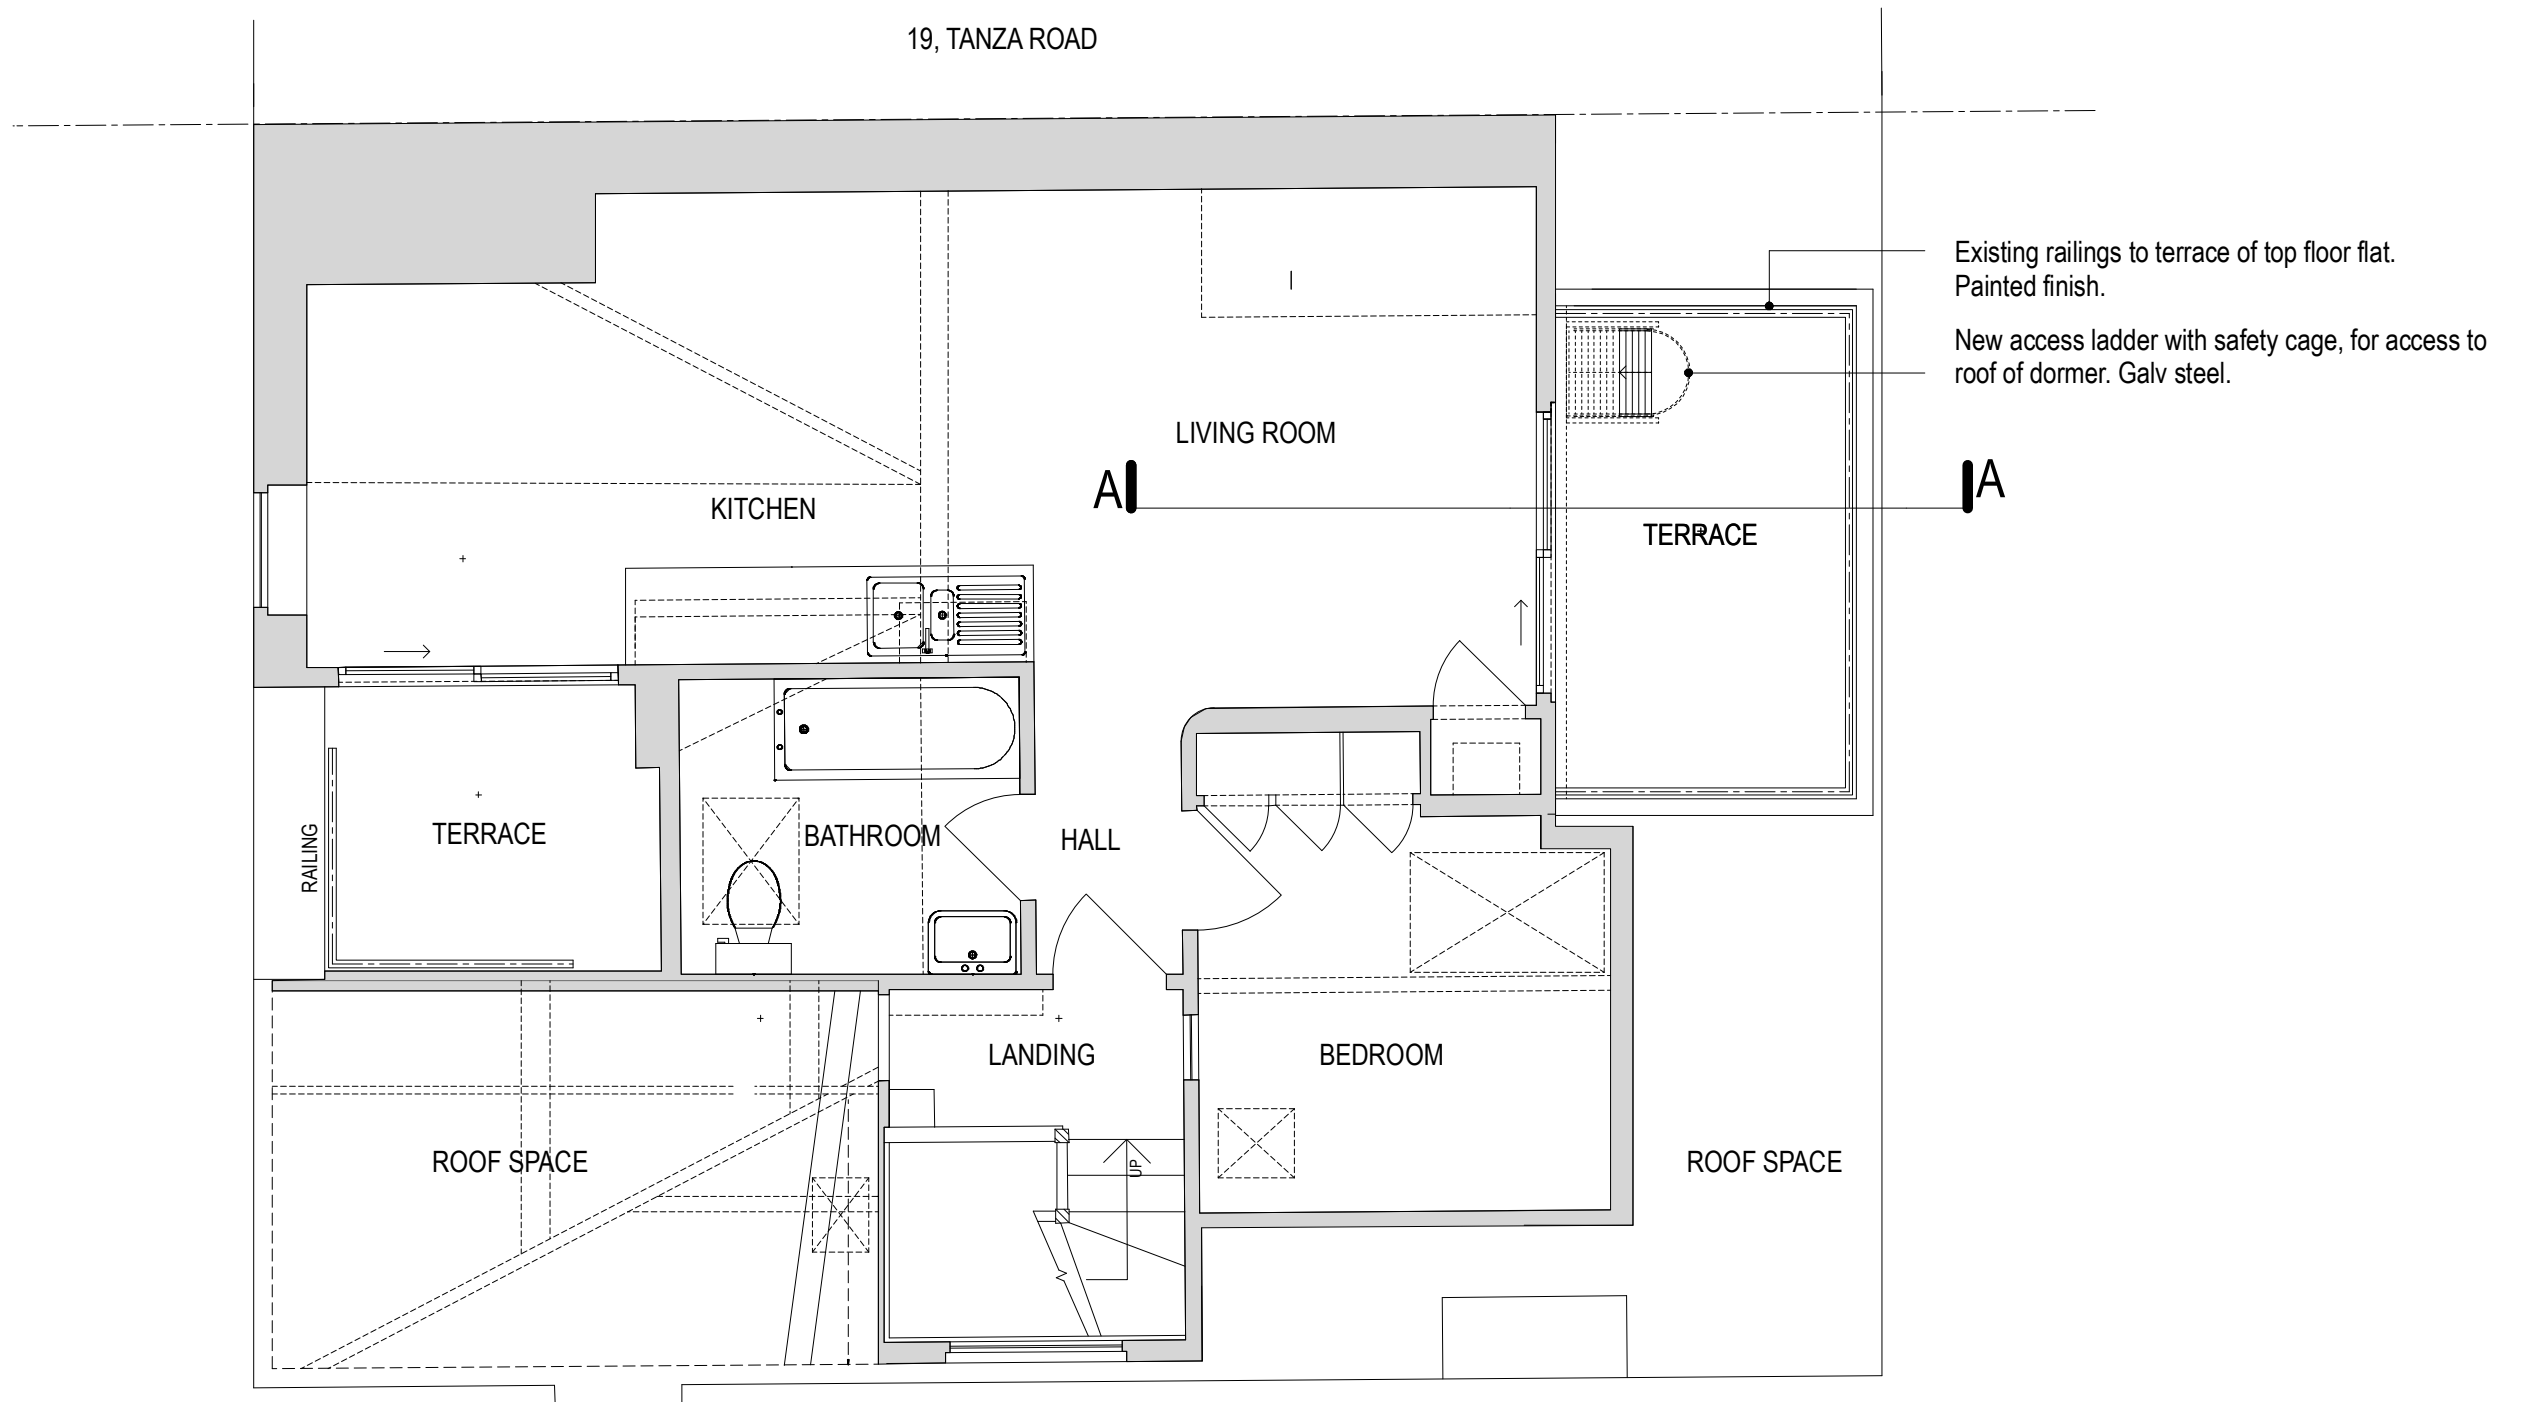 19, TANZA ROAD
Existing railings to terrace of top floor flat.
Painted finish.
New access ladder with safety cage, for access to
roof of dormer. Galv steel.
LIVING ROOM
A
A
KITCHEN
TERRACE
RAILING
TERRACE
BATHROOM
HALL
LANDING
BEDROOM
UP
ROOF SPACE
ROOF SPACE